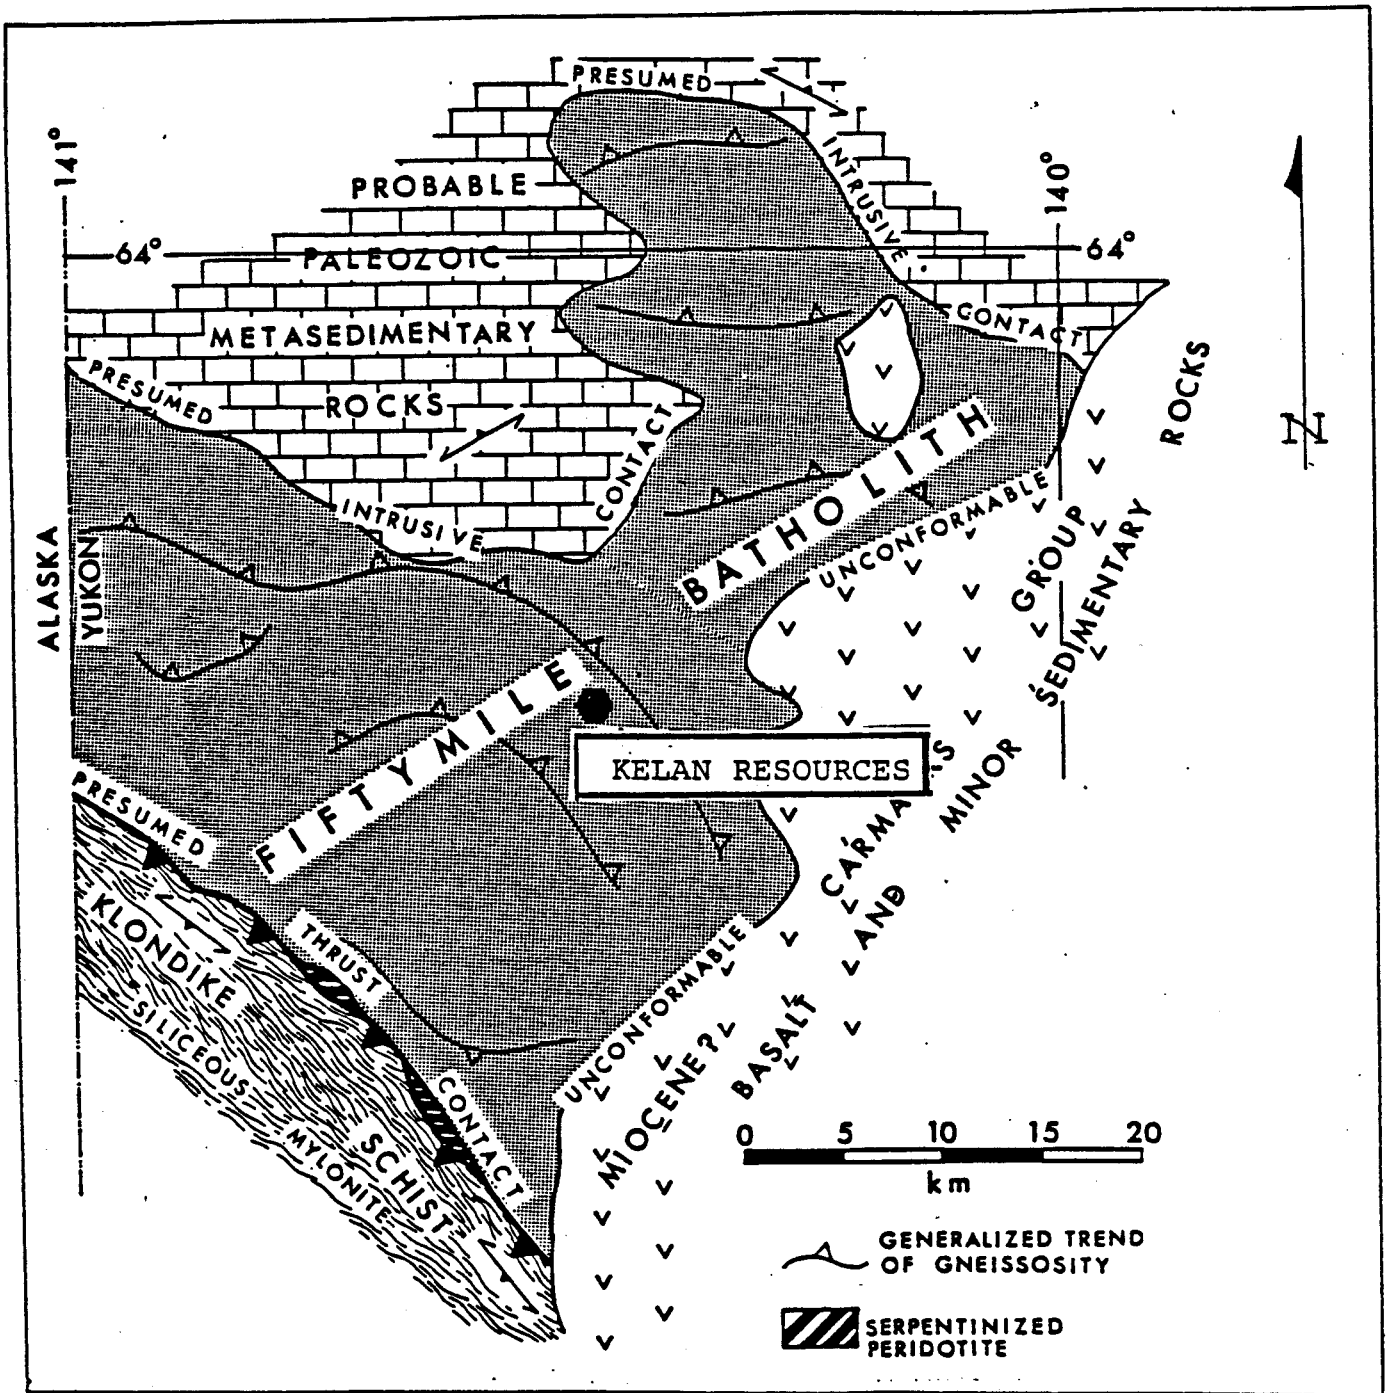 PRESUMED
INTRUSIVE
CONTACT
141°
140°
64°
64°
PROBABLE
PALEOZOIC
METASEDIMENTARY
ROCKS
PRESUMED
INTRUSIVE
CONTACT
ALASKA
YUKON
FIFTYMILE
BATHOLITH
UNCONFORMABLE
KELAN RESOURCES
N
PRESUMED
THRUST
CONTACT
KLONDIKE
SCHIST
SILICEOUS
MYLONITE
UNCONFORMABLE
MIOCENE?
GROUP
BASALT AND MINOR SEDIMENTARY ROCKS
0 5 10 15 20
km
GENERALIZED TREND
OF GNEISSOSITY
SERPENTINIZED
PERIDOTITE